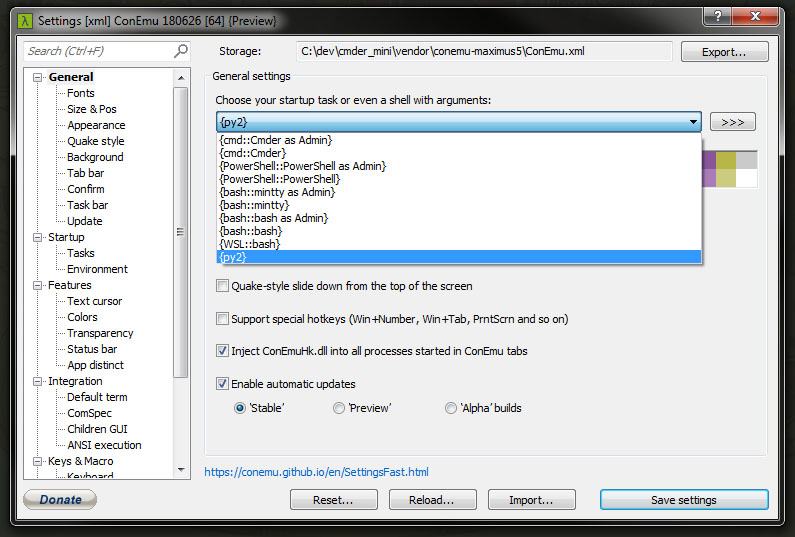 λ Settings [xml] ConEmu 180626 [64] {Preview}
? X
Search (Ctrl+F)
Storage:
C:\dev\cmder_mini\vendor\conemu-maximus5\ConEmu.xml
Export...
General
Fonts
Size & Pos
Appearance
Quake style
Background
Tab bar
Confirm
Task bar
Update
Startup
Tasks
Environment
Features
Text cursor
Colors
Transparency
Status bar
App distinct
Integration
Default term
ComSpec
Children GUI
ANSI execution
Keys & Macro
Keyboard
General settings
Choose your startup task or even a shell with arguments:
{py2}
>>>
{cmd::Cmder as Admin}
{cmd::Cmder}
{PowerShell::PowerShell as Admin}
{PowerShell::PowerShell}
{bash::mintty as Admin}
{bash::mintty}
{bash::bash as Admin}
{bash::bash}
{WSL::bash}
{py2}
Quake-style slide down from the top of the screen
Support special hotkeys (Win+Number, Win+Tab, PrntScrn and so on)
Inject ConEmuHk.dll into all processes started in ConEmu tabs
Enable automatic updates
'Stable'
'Preview'
'Alpha' builds
https://conemu.github.io/en/SettingsFast.html
Donate
Reset...
Reload...
Import...
Save settings